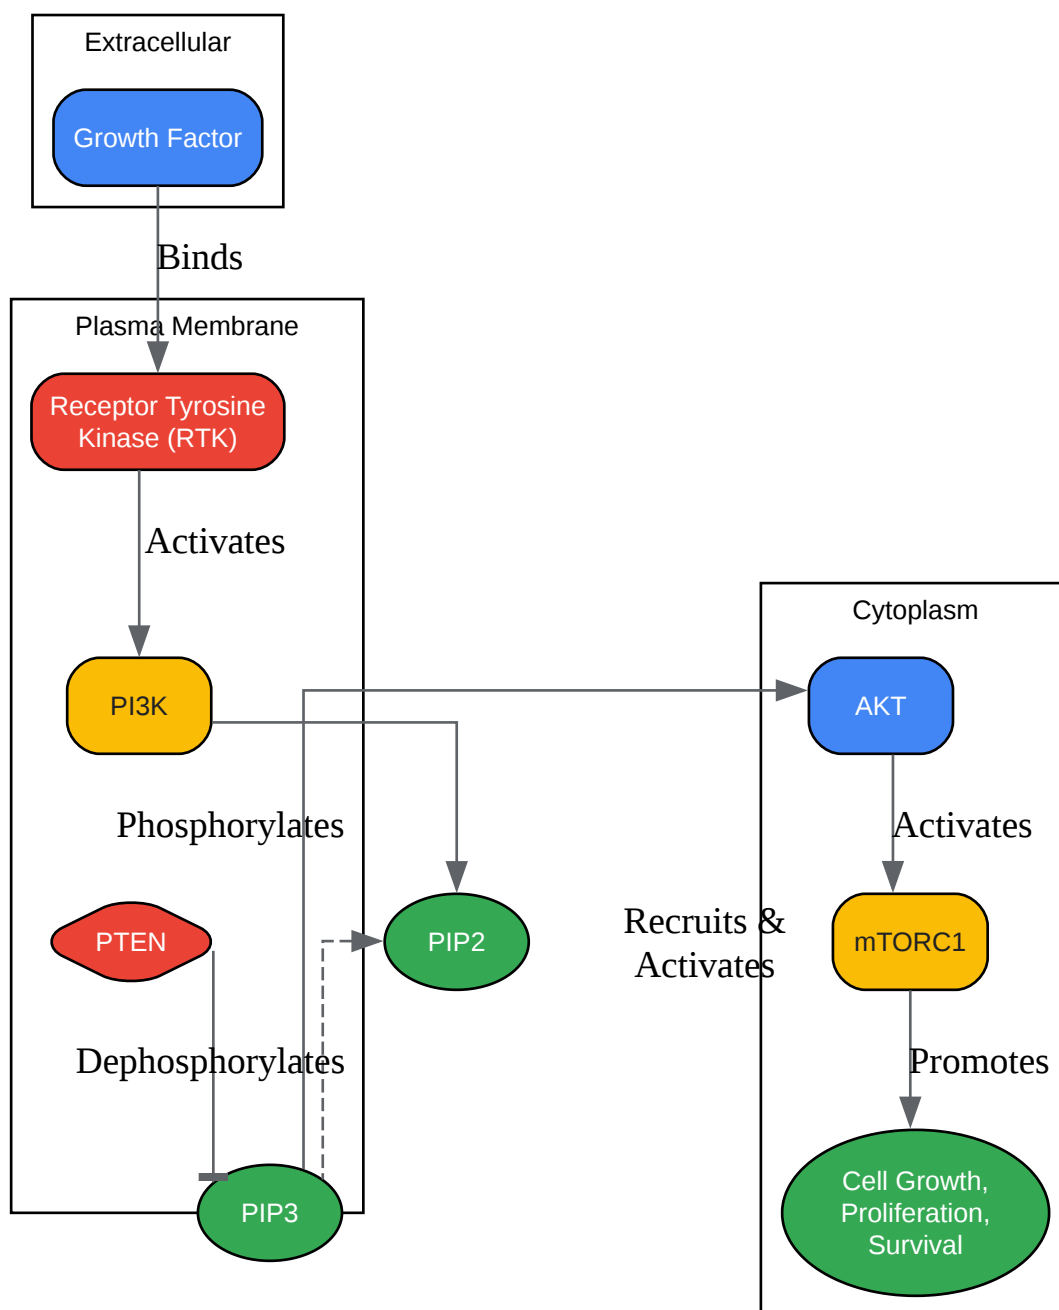 Extracellular
Growth Factor
Binds
Plasma Membrane
Receptor Tyrosine
Kinase (RTK)
Activates
Cytoplasm
PI3K
AKT
Phosphorylates
Activates
PTEN
PIP2
Recruits &
Activates
mTORC1
Dephosphorylates
Promotes
PIP3
Cell Growth,
Proliferation,
Survival